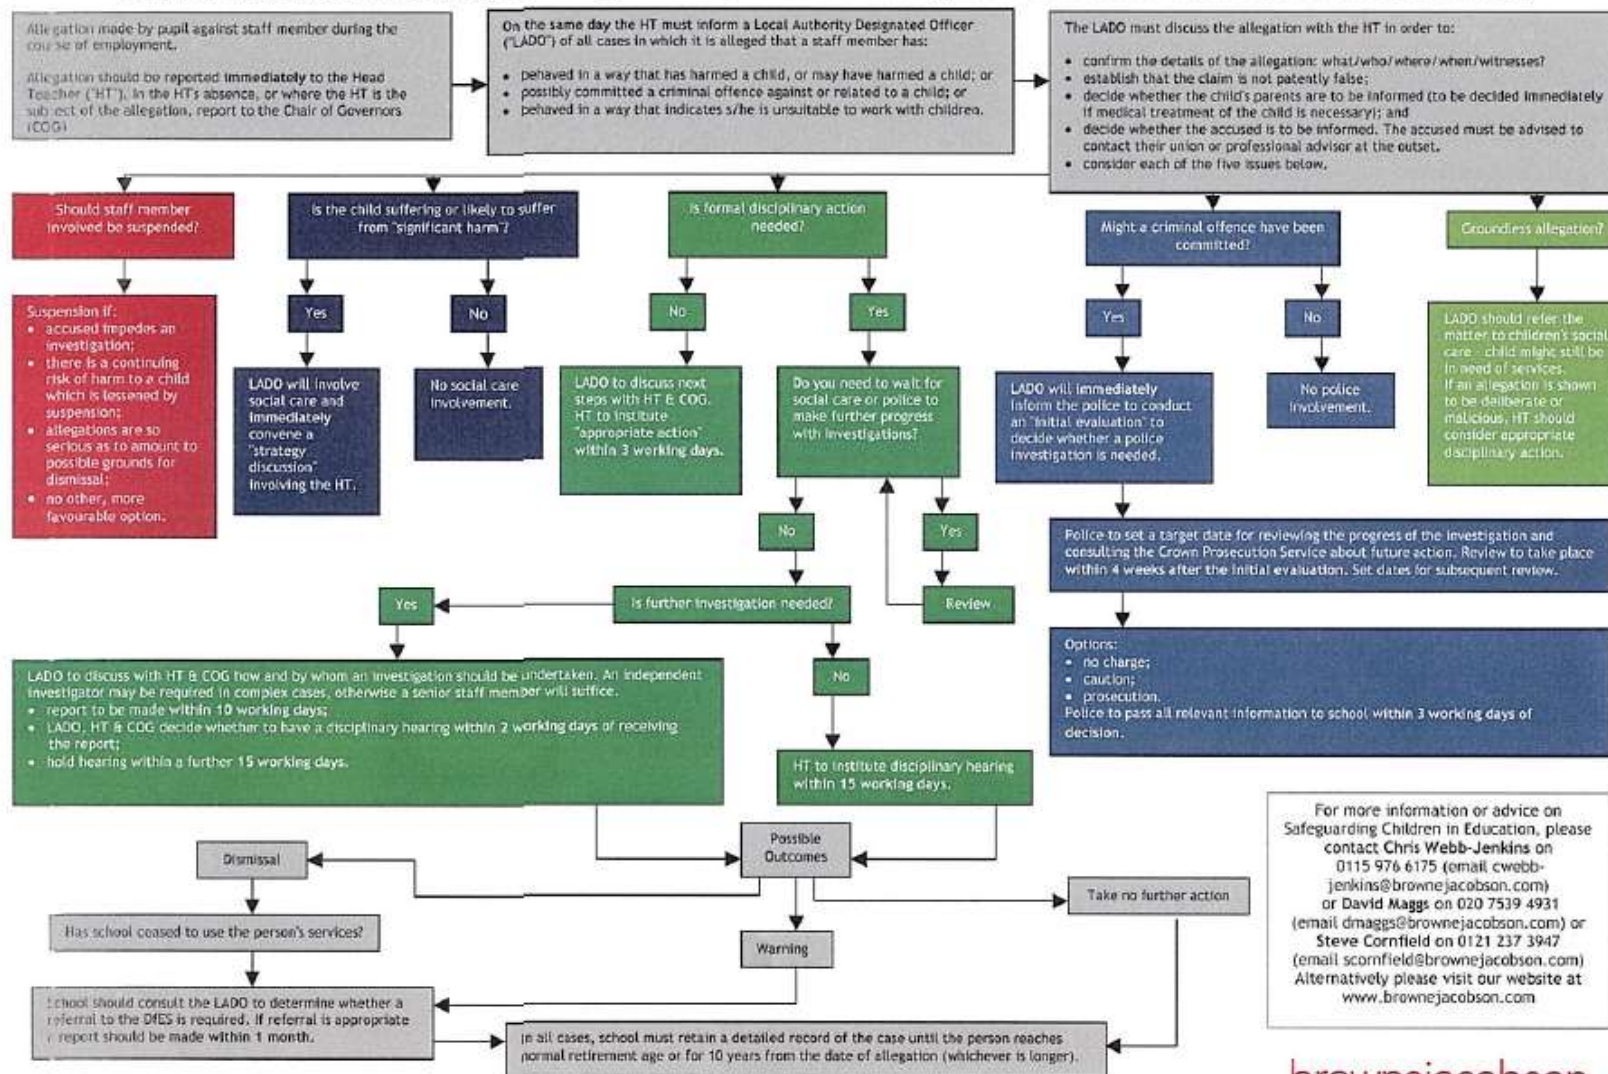 Allegation made by pupil against staff member during the
course of employment.
Allegation should be reported immediately to the Head
Teacher ("HT"). In the HT's absence, or where the HT is the
subject of the allegation, report to the Chair of Governors
(COG)
On the same day the HT must inform a Local Authority Designated Officer
("LADO") of all cases in which it is alleged that a staff member has:
• behaved in a way that has harmed a child, or may have harmed a child; or
• possibly committed a criminal offence against or related to a child; or
• behaved in a way that indicates s/he is unsuitable to work with children.
The LADO must discuss the allegation with the HT in order to:
• confirm the details of the allegation: what/who/where/when/witnesses?
• establish that the claim is not patently false;
• decide whether the child's parents are to be informed (to be decided immediately
if medical treatment of the child is necessary); and
• decide whether the accused is to be informed. The accused must be advised to
contact their union or professional advisor at the outset.
• consider each of the five issues below.
Should staff member
involved be suspended?
Is the child suffering or likely to suffer
from "significant harm"?
Is formal disciplinary action
needed?
Might a criminal offence have been
committed?
Groundless allegation?
Suspension if:
• accused impedes an
investigation;
• there is a continuing
risk of harm to a child
which is lessened by
suspension;
• allegations are so
serious as to amount to
possible grounds for
dismissal;
• no other, more
favourable option.
Yes
No
No
Yes
Yes
No
LADO will involve
social care and
immediately
convene a
"strategy
discussion"
involving the HT.
No social care
involvement.
LADO to discuss next
steps with HT & COG.
HT to institute
"appropriate action"
within 3 working days.
Do you need to wait for
social care or police to
make further progress
with investigations?
LADO will immediately
inform the police to conduct
an "initial evaluation" to
decide whether a police
investigation is needed.
No police
involvement.
LADO should refer the
matter to children's social
care - child might still be
in need of services.
If an allegation is shown
to be deliberate or
malicious, HT should
consider appropriate
disciplinary action.
No
Yes
Review
Is further investigation needed?
Yes
No
Police to set a target date for reviewing the progress of the investigation and
consulting the Crown Prosecution Service about future action. Review to take place
within 4 weeks after the initial evaluation. Set dates for subsequent review.
Options:
• no charge;
• caution;
• prosecution.
Police to pass all relevant information to school within 3 working days of
decision.
LADO to discuss with HT & COG how and by whom an investigation should be undertaken. An independent
investigator may be required in complex cases, otherwise a senior staff member will suffice.
• report to be made within 10 working days;
• LADO, HT & COG decide whether to have a disciplinary hearing within 2 working days of receiving
the report;
• hold hearing within a further 15 working days.
HT to institute disciplinary hearing
within 15 working days.
Possible
Outcomes
Dismissal
Take no further action
Warning
Has school ceased to use the person's services?
School should consult the LADO to determine whether a
referral to the DfES is required. If referral is appropriate
a report should be made within 1 month.
In all cases, school must retain a detailed record of the case until the person reaches
normal retirement age or for 10 years from the date of allegation (whichever is longer).
For more information or advice on
Safeguarding Children in Education, please
contact Chris Webb-Jenkins on
0115 976 6175 (email cwebb-
jenkins@brownejacobson.com)
or David Maggs on 020 7539 4931
(email dmaggs@brownejacobson.com) or
Steve Cornfield on 0121 237 3947
(email scornfield@brownejacobson.com)
Alternatively please visit our website at
www.brownejacobson.com
brownejacobson